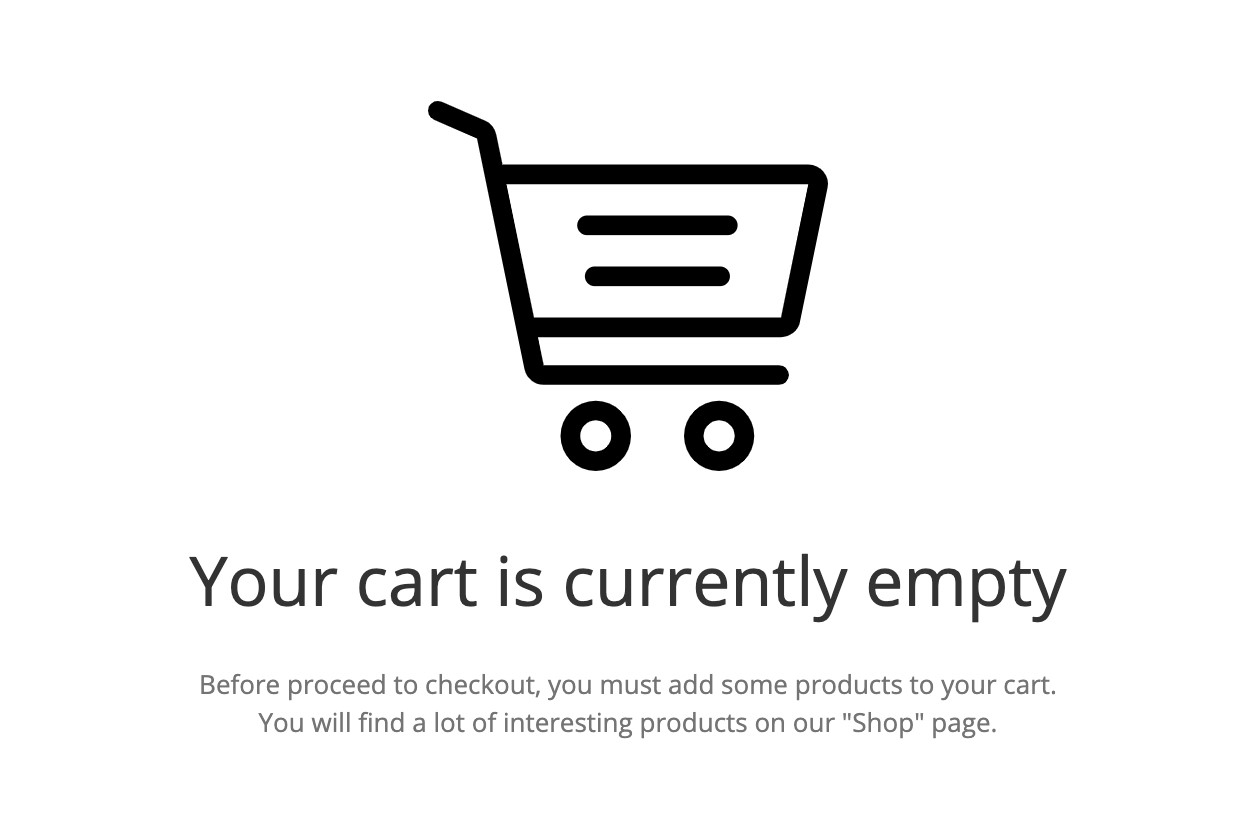 Your cart is currently empty
Before proceed to checkout, you must add some products to your cart.
You will find a lot of interesting products on our "Shop" page.